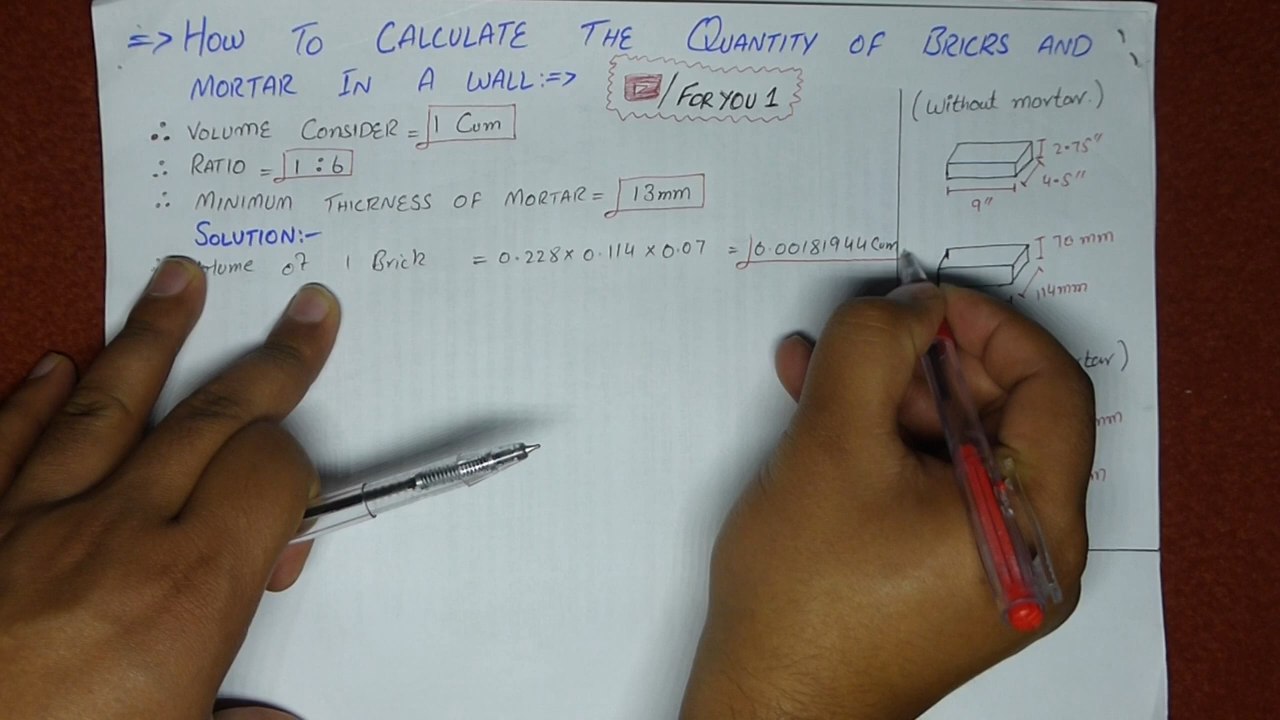 => HOW TO CALCULATE THE QUANTITY OF BRICKS AND
MORTAR IN A WALL:=>
/FOR YOU 1
∴ VOLUME CONSIDER = 1 Cum
∴ RATIO = 1:6
∴ MINIMUM THICKNESS OF MORTAR = 13mm
SOLUTION:-
of 1 Brick = 0.228 x 0.114 x 0.07 = 0.00181944 Cum
(Without mortar.)
2.75"
4.5"
9"
70 mm
114mm